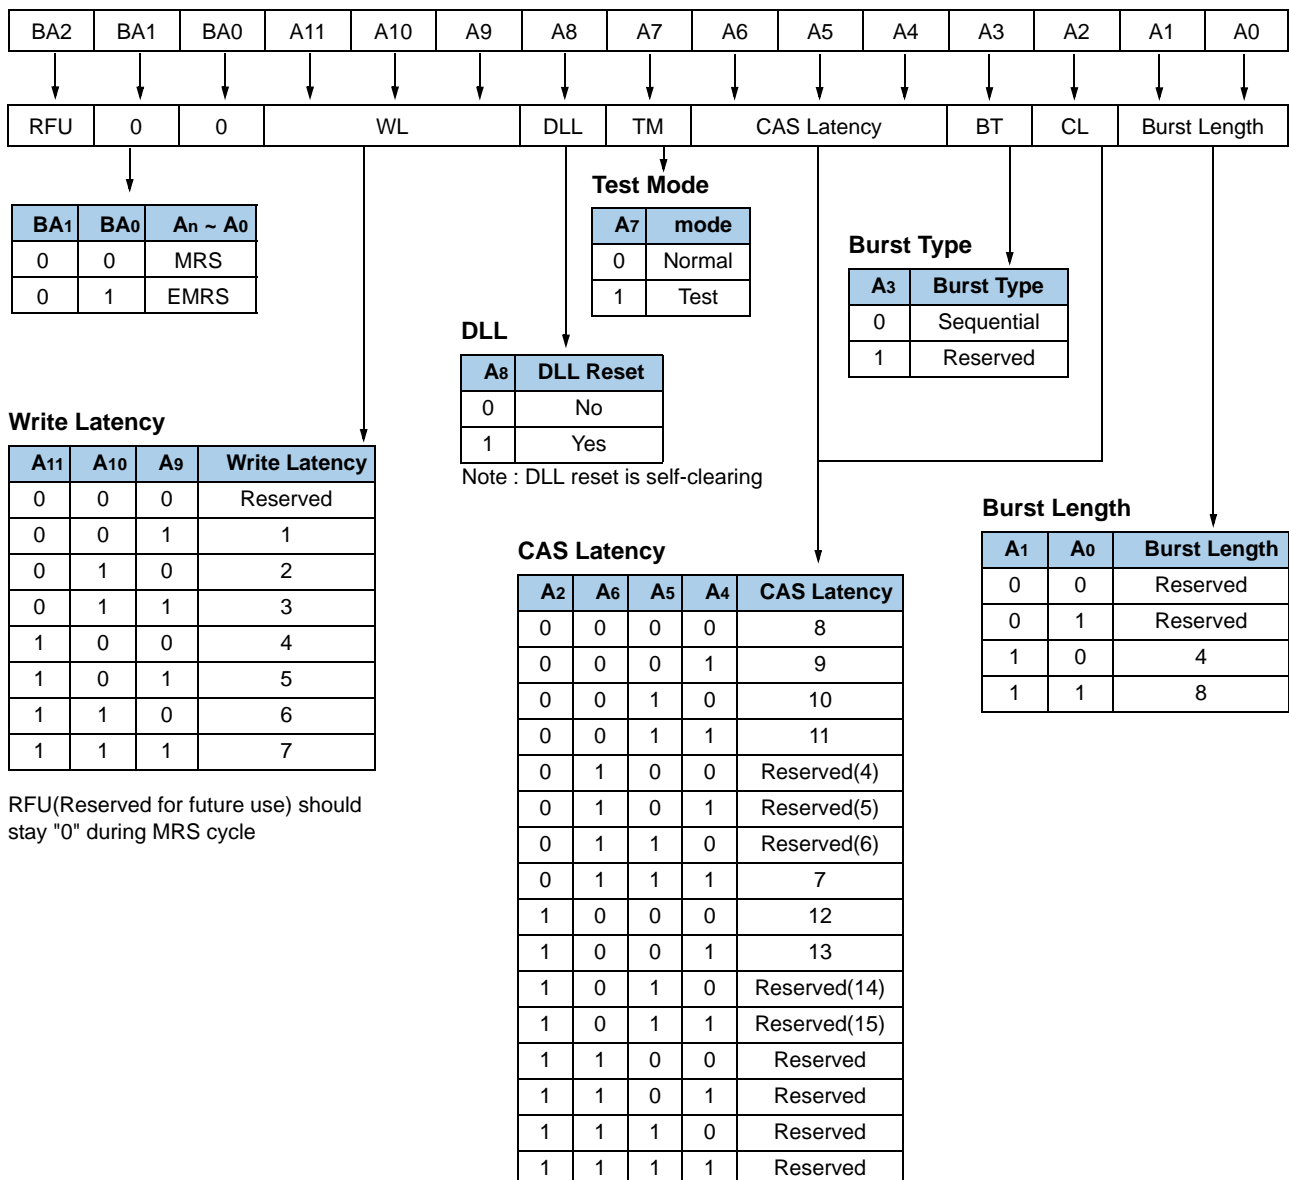 BA2 BA1 BA0 A11 A10 A9 A8 A7 A6 A5 A4 A3 A2 A1 A0
RFU 0 0 WL DLL TM CAS Latency BT CL Burst Length
BA1 BA0 An ~ A0
0 0 MRS
0 1 EMRS
Test Mode
A7 mode
0 Normal
1 Test
Burst Type
A3 Burst Type
0 Sequential
1 Reserved
DLL
A8 DLL Reset
0 No
1 Yes
Note : DLL reset is self-clearing
Write Latency
A11 A10 A9 Write Latency
0 0 0 Reserved
0 0 1 1
0 1 0 2
0 1 1 3
1 0 0 4
1 0 1 5
1 1 0 6
1 1 1 7
RFU(Reserved for future use) should
stay "0" during MRS cycle
CAS Latency
A2 A6 A5 A4 CAS Latency
0 0 0 0 8
0 0 0 1 9
0 0 1 0 10
0 0 1 1 11
0 1 0 0 Reserved(4)
0 1 0 1 Reserved(5)
0 1 1 0 Reserved(6)
0 1 1 1 7
1 0 0 0 12
1 0 0 1 13
1 0 1 0 Reserved(14)
1 0 1 1 Reserved(15)
1 1 0 0 Reserved
1 1 0 1 Reserved
1 1 1 0 Reserved
1 1 1 1 Reserved
Burst Length
A1 A0 Burst Length
0 0 Reserved
0 1 Reserved
1 0 4
1 1 8